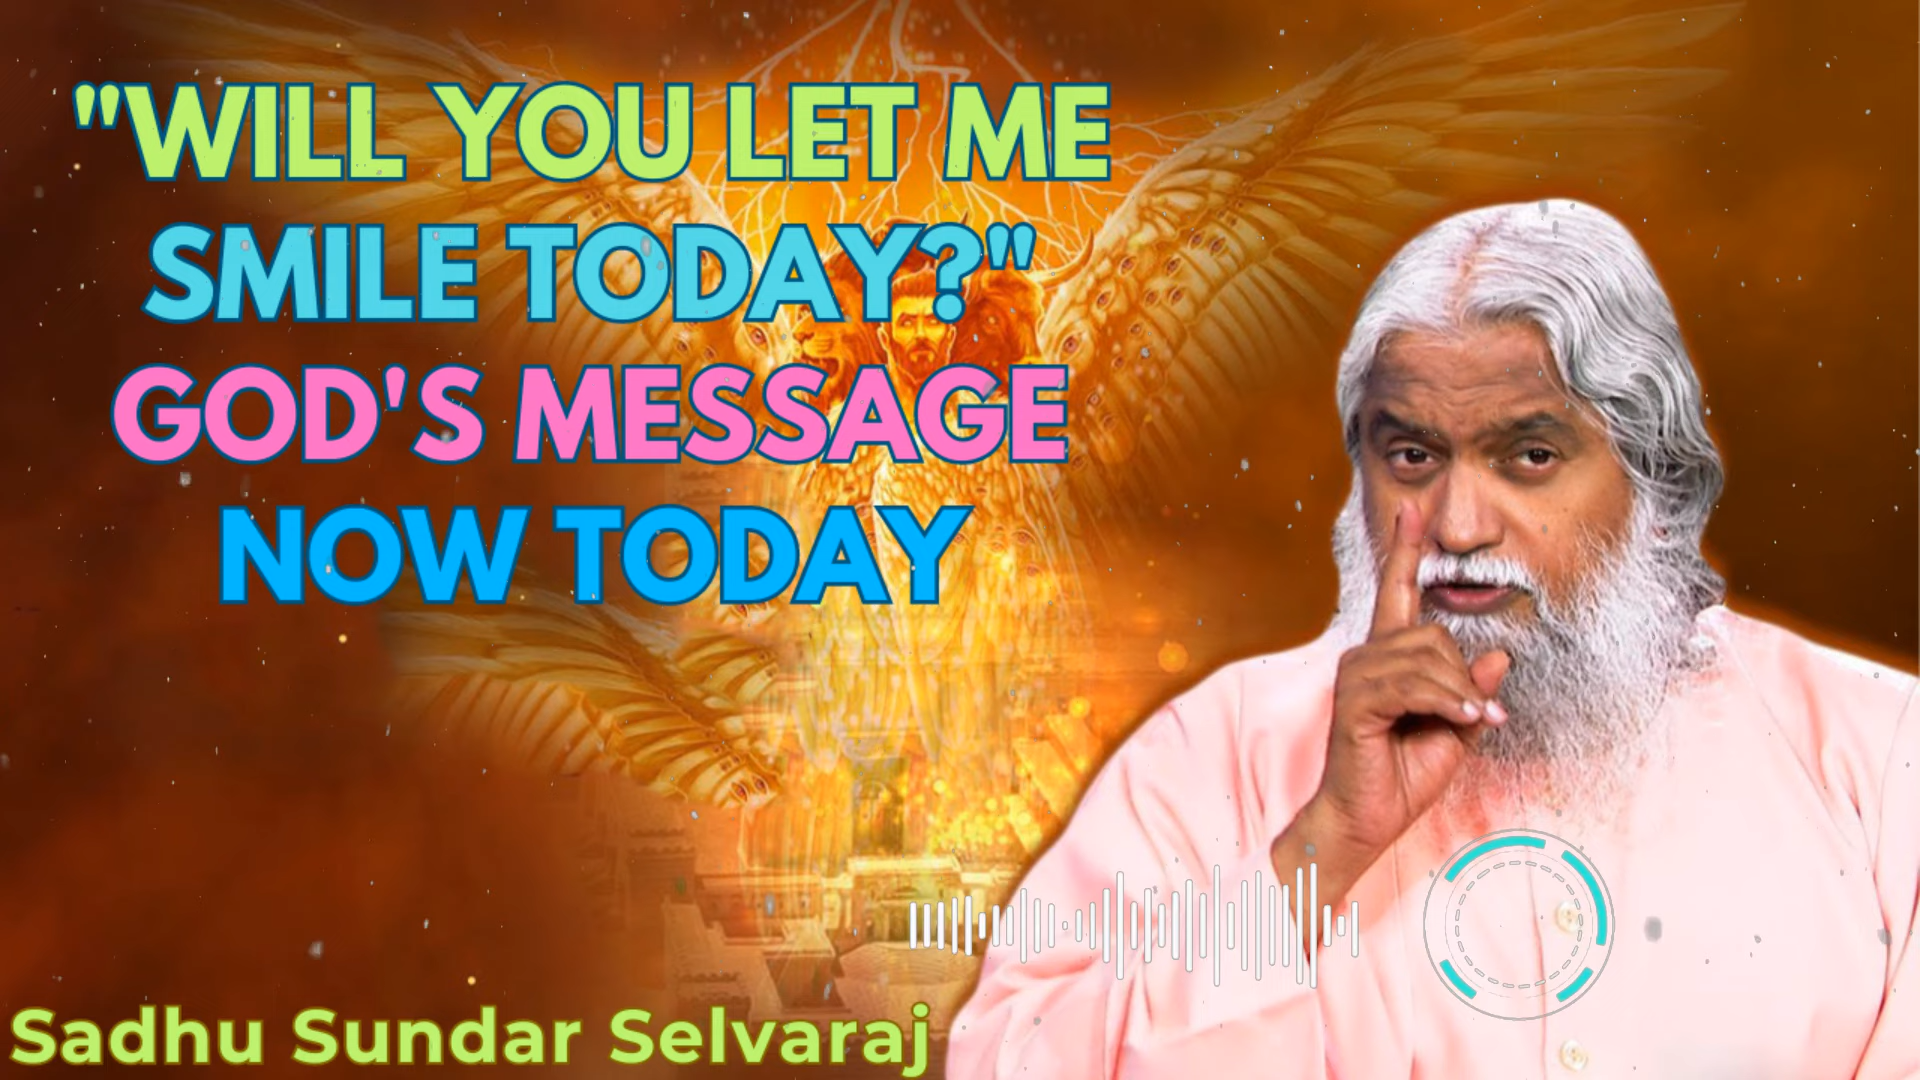 "WILL YOU LET ME
SMILE TODAY?"
GOD'S MESSAGE
NOW TODAY
Sadhu Sundar Selvaraj